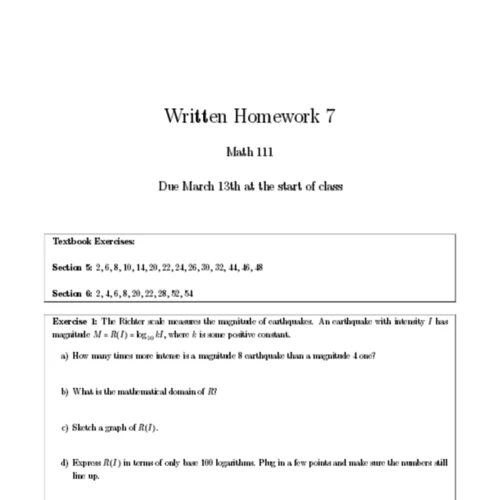 Written Homework 7
Math 111
Due March 13th at the start of class
Textbook Exercises:
Section 5: 2, 6, 8, 10, 14, 20, 22, 24, 26, 30, 32, 44, 46, 48
Section 6: 2, 4, 6, 8, 20, 22, 28, 52, 54
Exercise 1: The Richter scale measures the magnitude of earthquakes. An earthquake with intensity I has
magnitude M = R(I) = log₁₀ kI, where k is some positive constant.
a) How many times more intense is a magnitude 8 earthquake than a magnitude 4 one?
b) What is the mathematical domain of R?
c) Sketch a graph of R(I).
d) Express R(I) in terms of only base 100 logarithms. Plug in a few points and make sure the numbers still
line up.